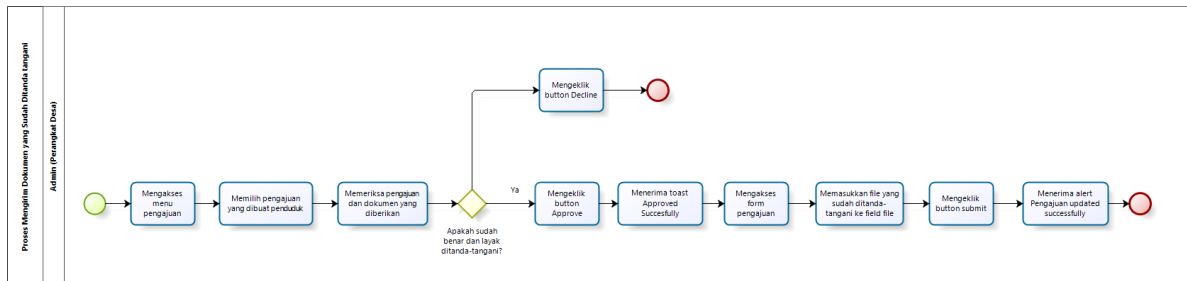 Proses Mengirim Dokumen yang Sudah Ditanda tangani
Admin (Perangkat Desa)
Mengakses
menu
pengajuan
Memilih pengajuan
yang dibuat penduduk
Memeriksa pengajuan
dan dokumen yang
diberikan
Apakah sudah
benar dan layak
ditanda-tangani?
Mengeklik
button Decline
Ya
Mengeklik
button
Approve
Menerima toast
Approved
Succesfully
Mengakses
form
pengajuan
Memasukkan file yang
sudah ditanda-
tangani ke field file
Mengeklik
button submit
Menerima alert
Pengajuan updated
successfully